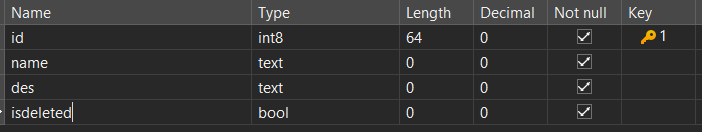 Name Type Length Decimal Not null Key
id int8 64 0 1
name text 0 0
des text 0 0
isdeleted bool 0 0